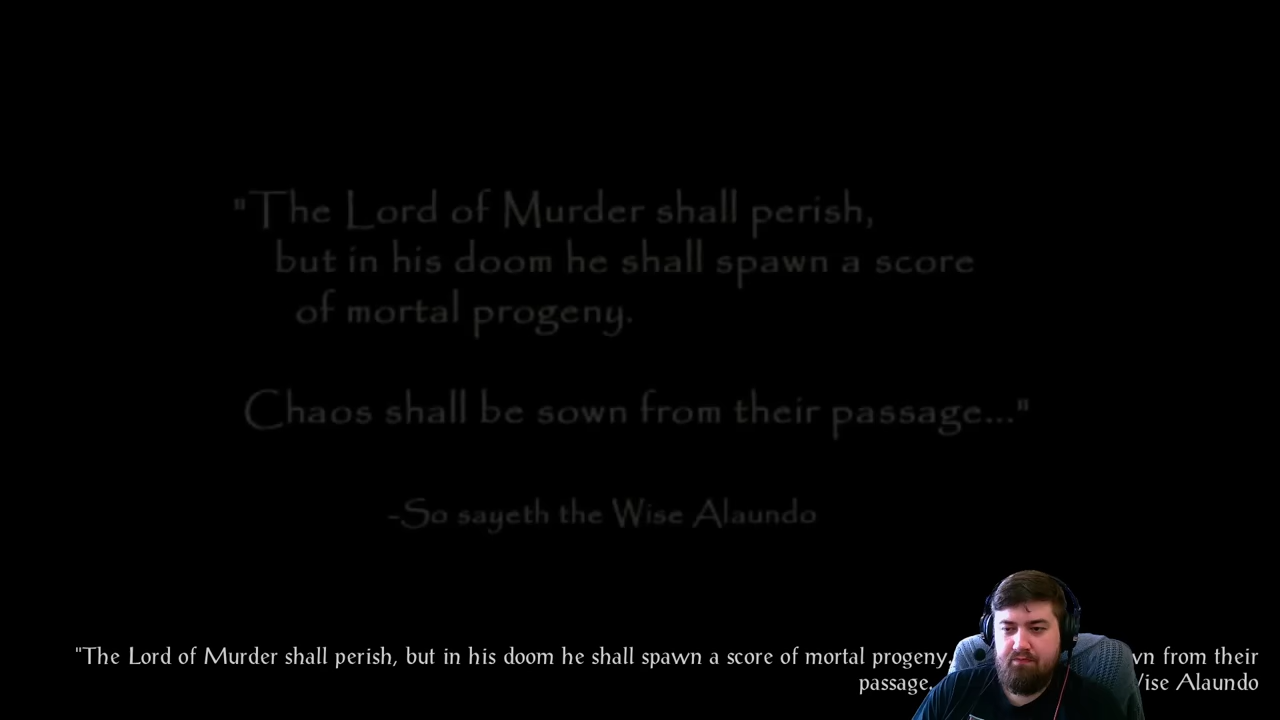 "The Lord of Murder shall perish,
but in his doom he shall spawn a score
of mortal progeny.
Chaos shall be sown from their passage..."
-So sayeth the Wise Alaundo
"The Lord of Murder shall perish, but in his doom he shall spawn a score of mortal progeny. from their
passage. Alaundo